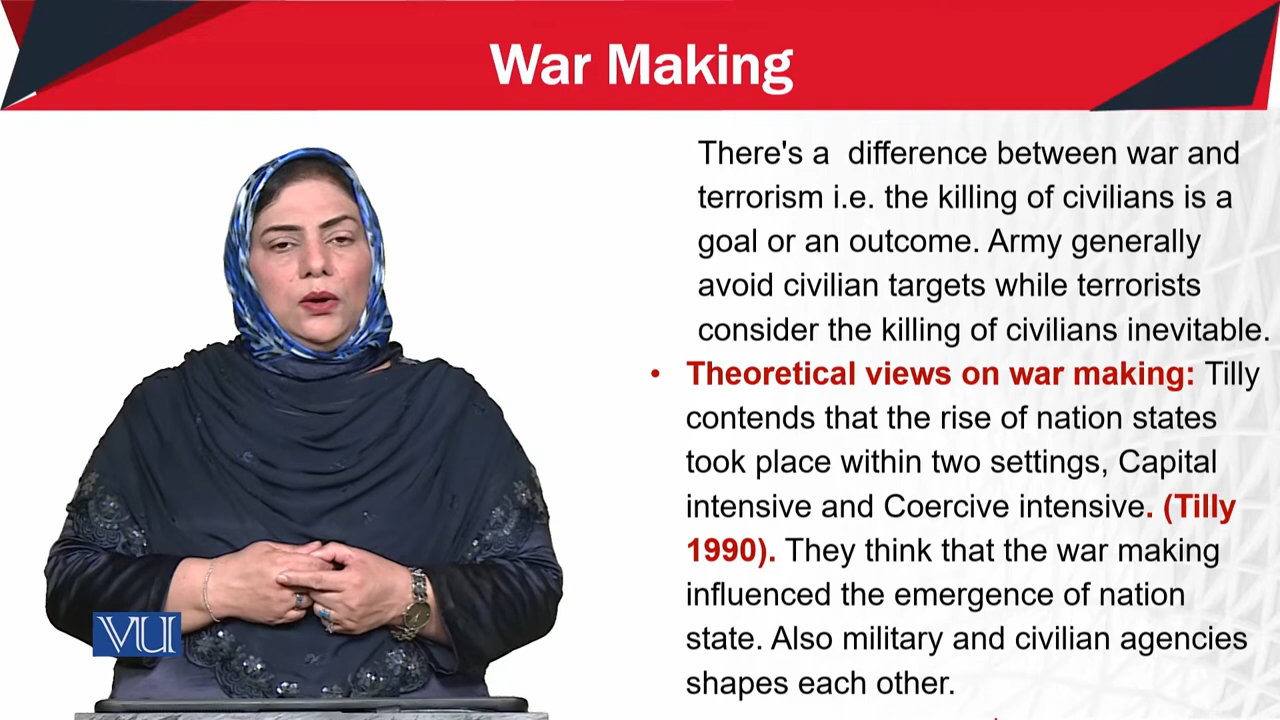 War Making
There's a  difference between war and
terrorism i.e. the killing of civilians is a
goal or an outcome. Army generally
avoid civilian targets while terrorists
consider the killing of civilians inevitable.
• Theoretical views on war making: Tilly
contends that the rise of nation states
took place within two settings, Capital
intensive and Coercive intensive. (Tilly
1990). They think that the war making
influenced the emergence of nation
state. Also military and civilian agencies
shapes each other.
VU